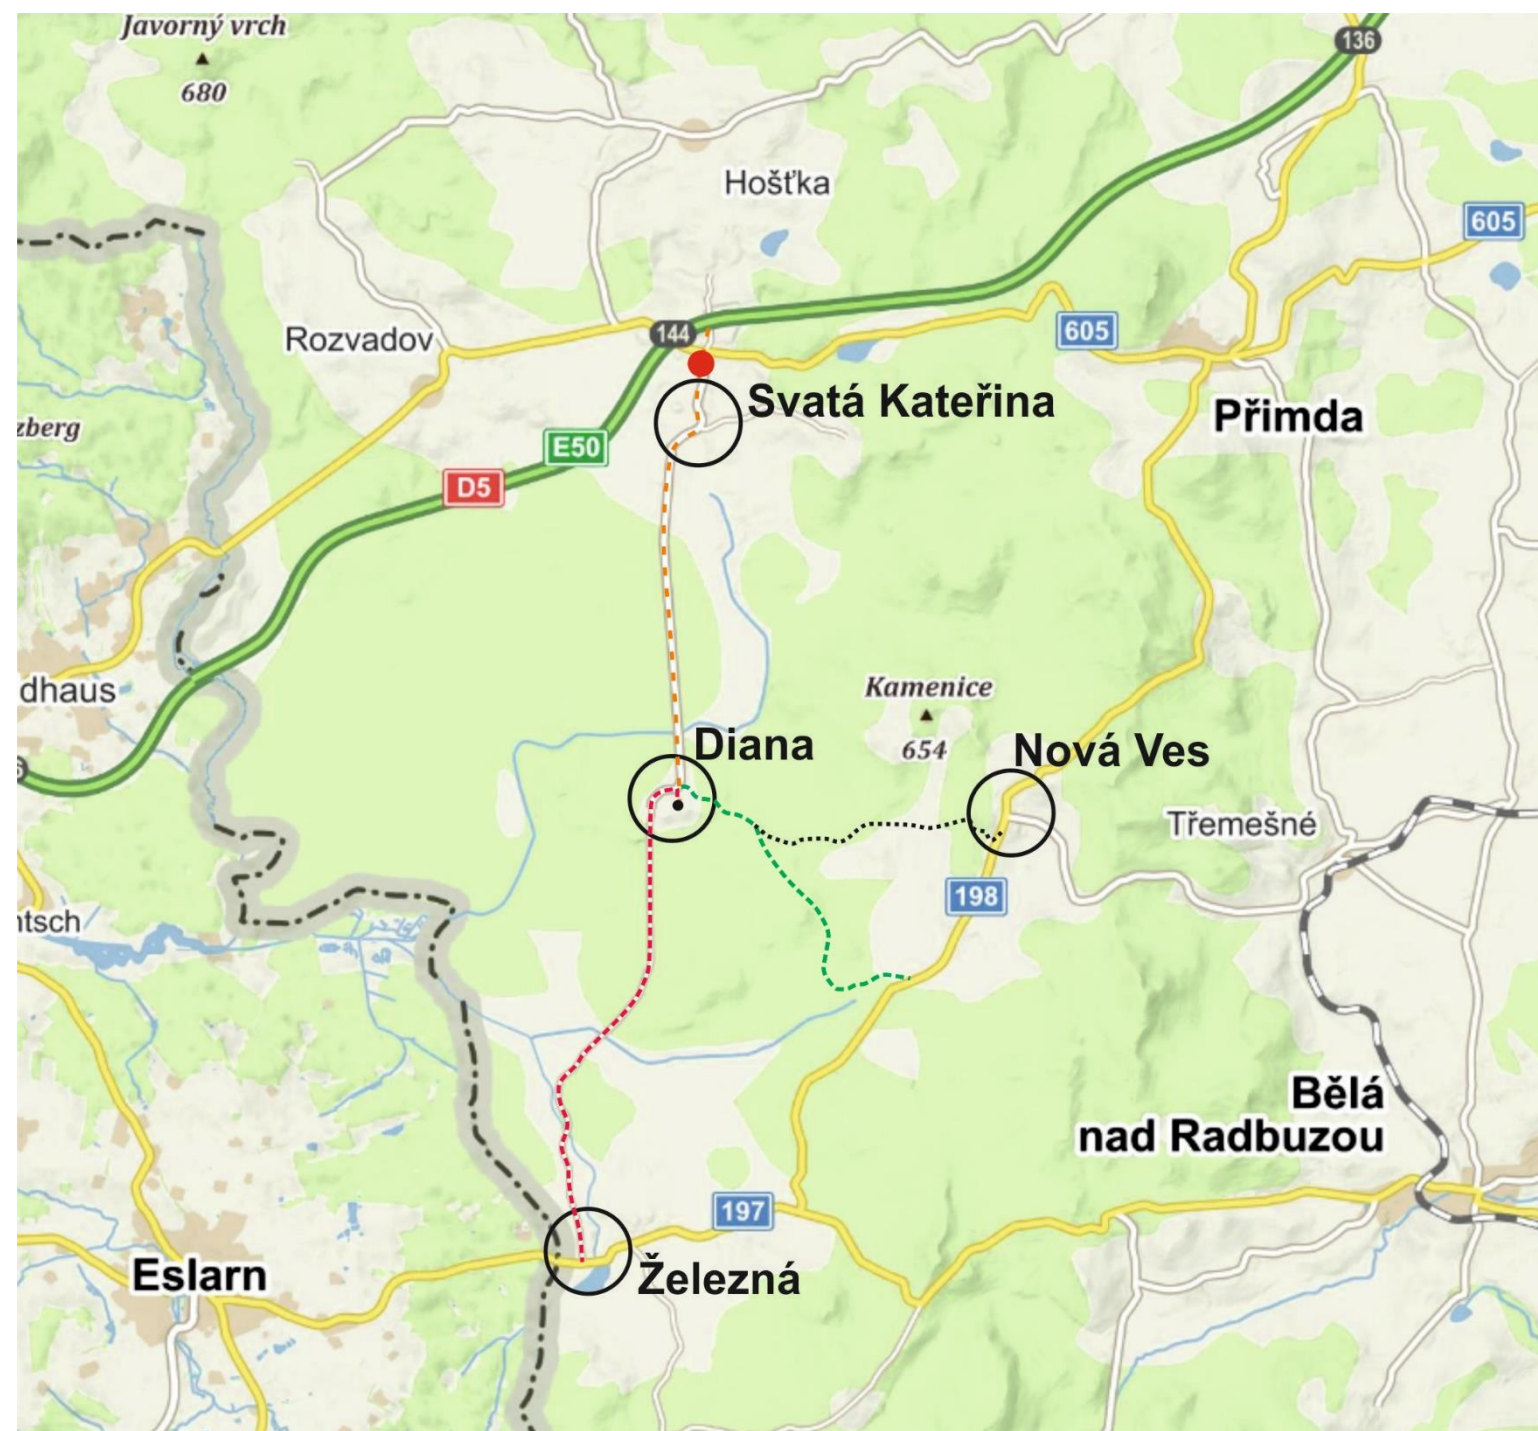 Javorný vrch
680
136
Hošťka
605
144
Rozvadov
605
Svatá Kateřina
Přimda
zberg
E50
D5
dhaus
Kamenice
654
Diana
Nová Ves
Třemešné
198
ntsch
Bělá
nad Radbuzou
197
Eslarn
Železná